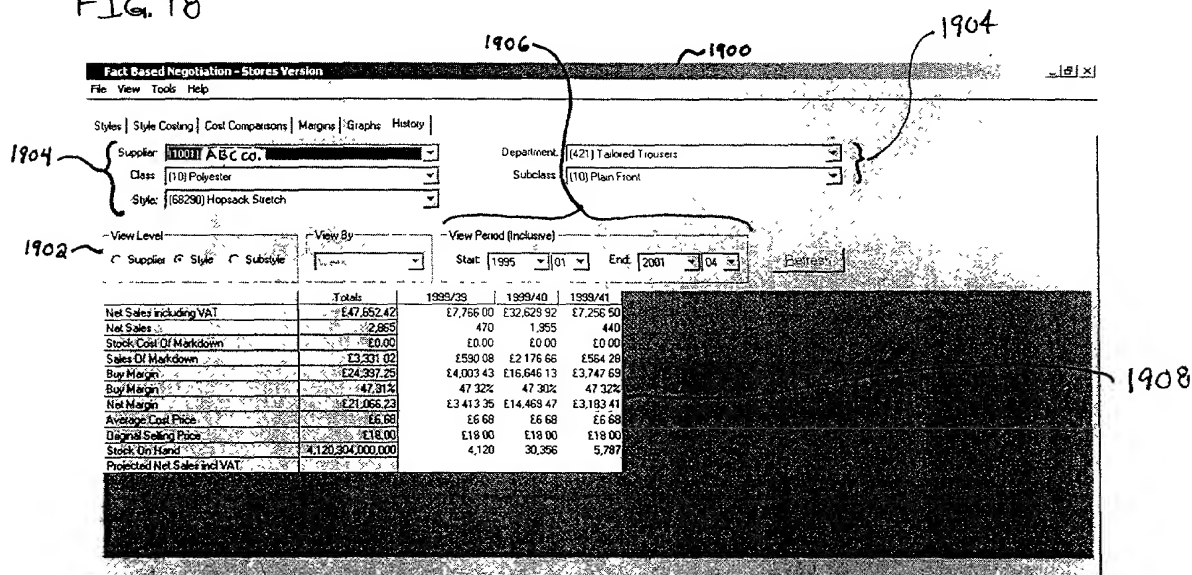 FIG. 18
1906
1900
1904
Fact Based Negotiation - Stores Version
File View Tools Help
Styles Style Costing Cost Comparisons Margins Graphs History
1904
Supplier ABC CO. Department: (421) Tailored Trousers
Class (10) Polyester Subclass (10) Plain Front
Style: (68290) Hopsack Stretch
1902
View Level View By View Period (Inclusive)
Supplier Style Substyle Start: 1995 01 End: 2001 04 Refresh
Totals 1999/39 1999/40 1999/41
Net Sales including VAT £47,652.42 £7,766 00 £32,629 92 £7,256 50
Net Sales 2,865 470 1,955 440
Stock Cost Of Markdown £0.00 £0 00 £0 00 £0 00
Sales Of Markdown £3,331 02 £590 08 £2 176 66 £564 28
Buy Margin £24,397.25 £4,003 43 £16,646 13 £3,747 69
Buy Margin 47.31% 47 32% 47 30% 47 32%
Net Margin £21,066.23 £3 413 35 £14,469 47 £3,183 41
Average Cost Price £6.68 £6 68 £6 68 £6 68
Original Selling Price £18.00 £18 00 £18 00 £18 00
Stock On Hand 4,120,304,000,000 4,120 30,356 5,787
Projected Net Sales incl VAT
1908